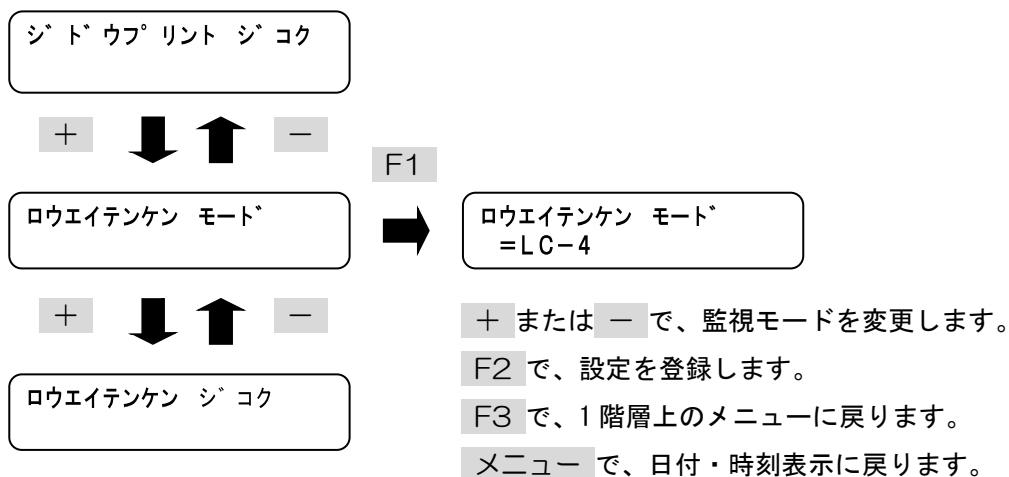 ジドウプリント ジコク
＋ －
F1
ロウエイテンケン モード
ロウエイテンケン モード
＝LC－4
＋ －
＋ または － で、監視モードを変更します。
F2 で、設定を登録します。
ロウエイテンケン ジコク
F3 で、1階層上のメニューに戻ります。
メニュー で、日付・時刻表示に戻ります。